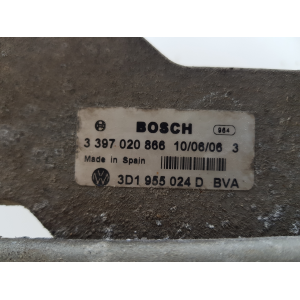 BOSCH 964
3 397 020 866 10/06/06 3
Made in Spain
3D1 955 024 D BVA